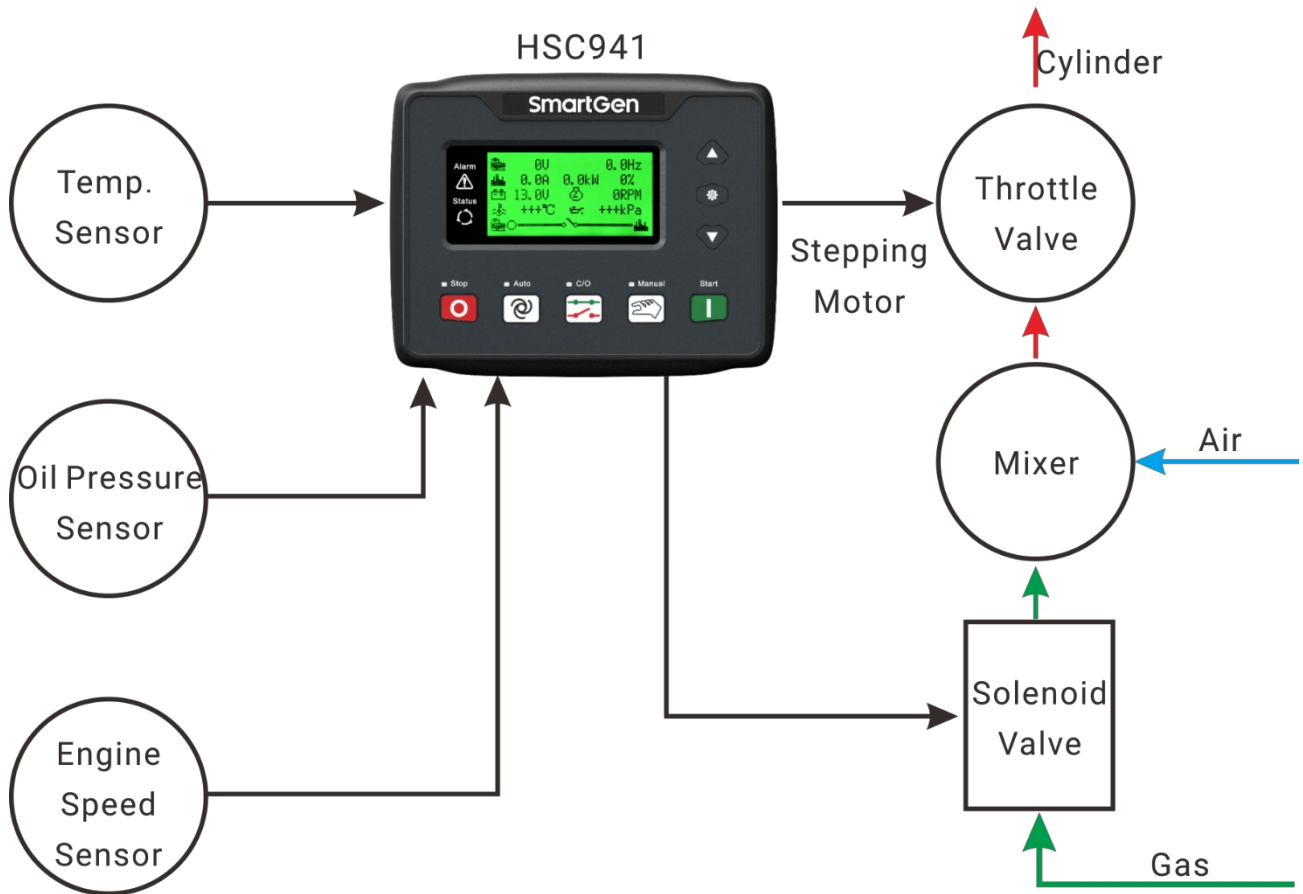 HSC941
Cylinder
SmartGen
Temp.
Sensor
Alarm
Status
0V 0.0Hz
0.0A 0.0kW 0%
13.0V 0RPM
+++℃ +++kPa
Throttle
Valve
Stepping
Motor
Stop Auto C/O Manual Start
Oil Pressure
Sensor
Mixer
Air
Engine
Speed
Sensor
Solenoid
Valve
Gas